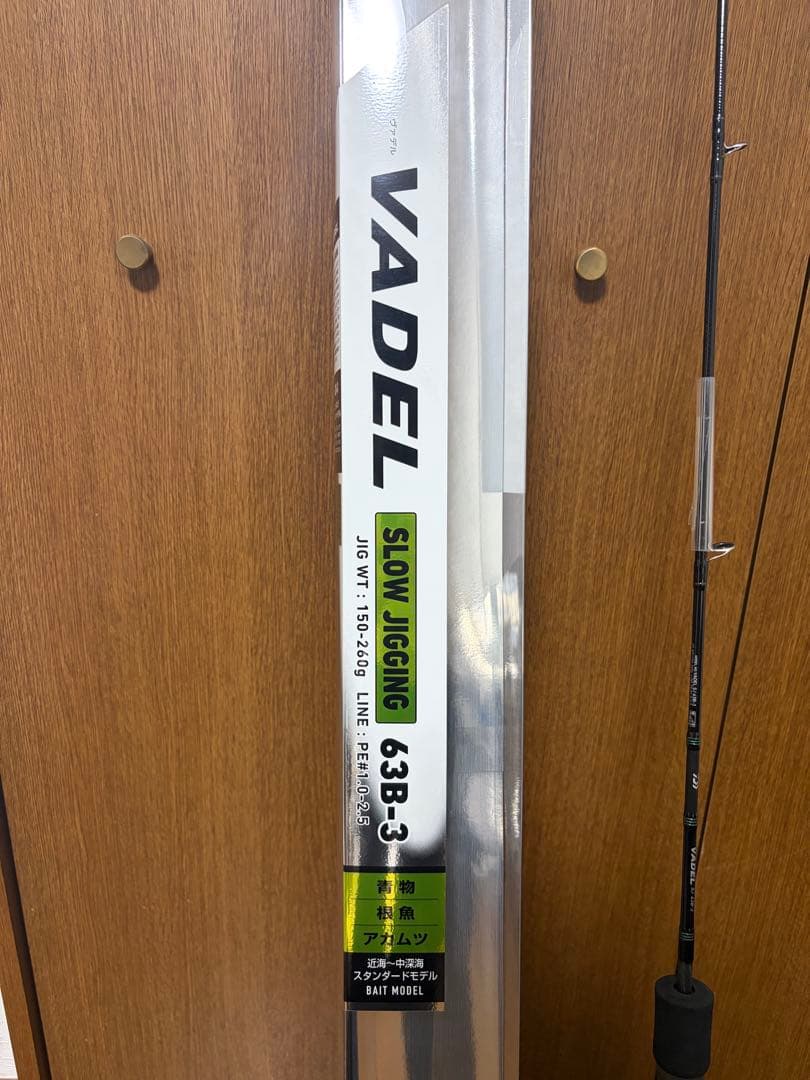 ヴァデル
VADEL
SLOW JIGGING 63B-3
JIG WT : 150-260g LINE : PE#1.0-2.5
青物
根魚
アカムツ
近海〜中深海
スタンダードモデル
BAIT MODEL
VADEL